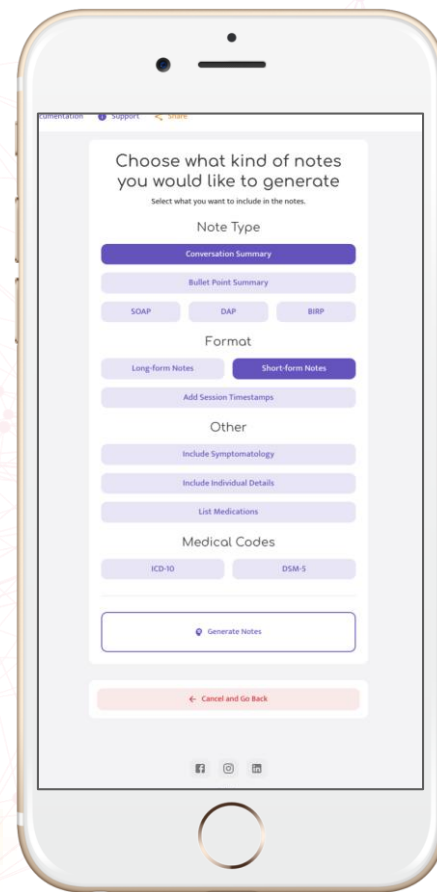 cumentation Support Share
Choose what kind of notes
you would like to generate
Select what you want to include in the notes.
Note Type
Conversation Summary
Bullet Point Summary
SOAP DAP BIRP
Format
Long-form Notes Short-form Notes
Add Session Timestamps
Other
Include Symptomatology
Include Individual Details
List Medications
Medical Codes
ICD-10 DSM-5
Generate Notes
← Cancel and Go Back